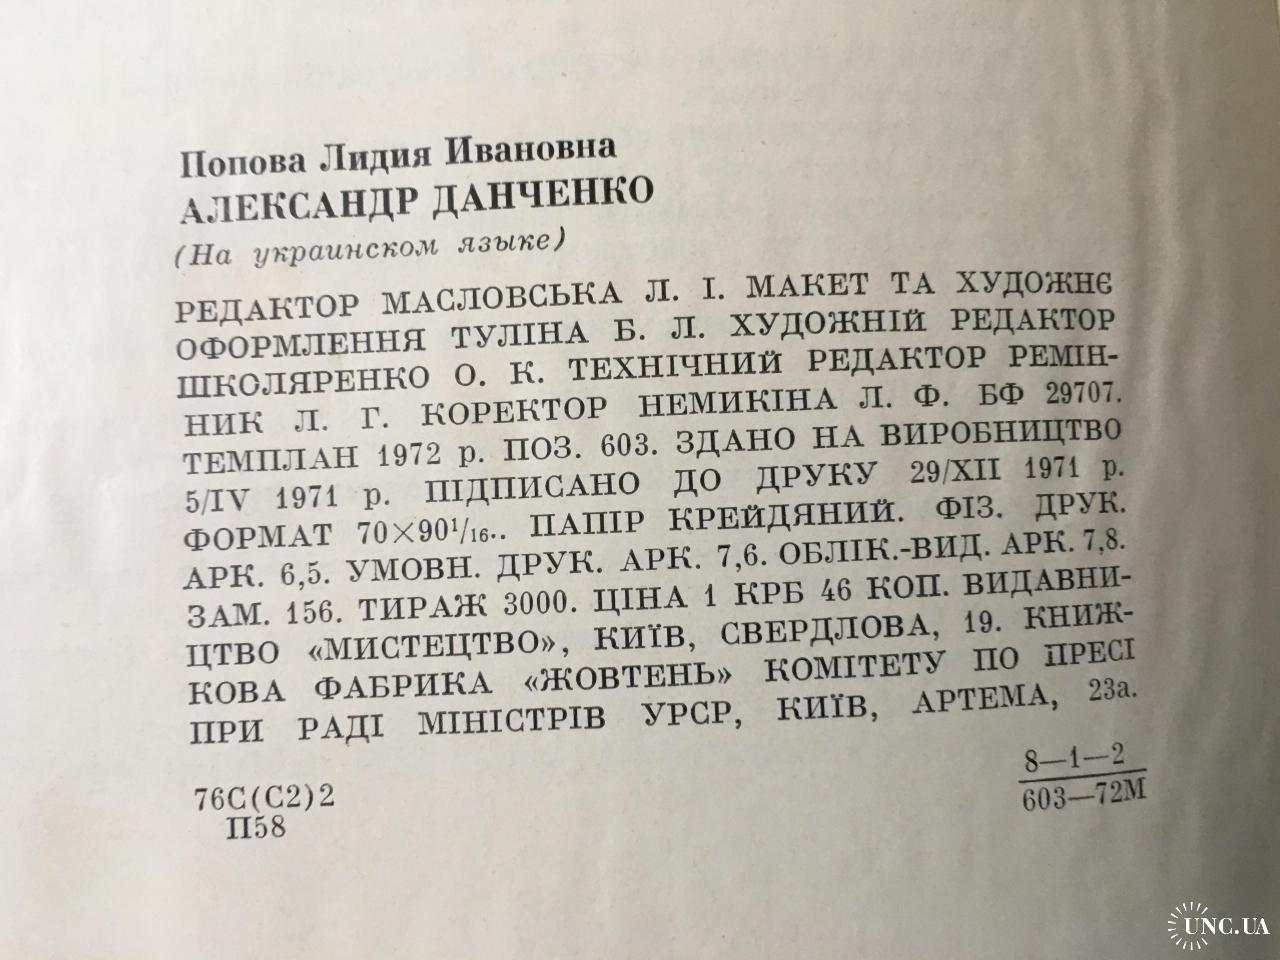 Попова Лидия Ивановна
АЛЕКСАНДР ДАНЧЕНКО
(На украинском языке)
РЕДАКТОР МАСЛОВСЬКА Л. І. МАКЕТ ТА ХУДОЖНЄ
ОФОРМЛЕННЯ ТУЛІНА Б. Л. ХУДОЖНІЙ РЕДАКТОР
ШКОЛЯРЕНКО О. К. ТЕХНІЧНИЙ РЕДАКТОР РЕМІН-
НИК Л. Г. КОРЕКТОР НЕМИКІНА Л. Ф. БФ 29707.
ТЕМПЛАН 1972 р. ПОЗ. 603. ЗДАНО НА ВИРОБНИЦТВО
5/IV 1971 р. ПІДПИСАНО ДО ДРУКУ 29/XII 1971 р.
ФОРМАТ 70×90¹/₁₆.. ПАПІР КРЕЙДЯНИЙ. ФІЗ. ДРУК.
АРК. 6,5. УМОВН. ДРУК. АРК. 7,6. ОБЛІК.-ВИД. АРК. 7,8.
ЗАМ. 156. ТИРАЖ 3000. ЦІНА 1 КРБ 46 КОП. ВИДАВНИ-
ЦТВО «МИСТЕЦТВО», КИЇВ, СВЕРДЛОВА, 19. КНИЖ-
КОВА ФАБРИКА «ЖОВТЕНЬ» КОМІТЕТУ ПО ПРЕСІ
ПРИ РАДІ МІНІСТРІВ УРСР, КИЇВ, АРТЕМА, 23а.
76С(С2)2
П58
8—1—2
603—72М
UNC.UA